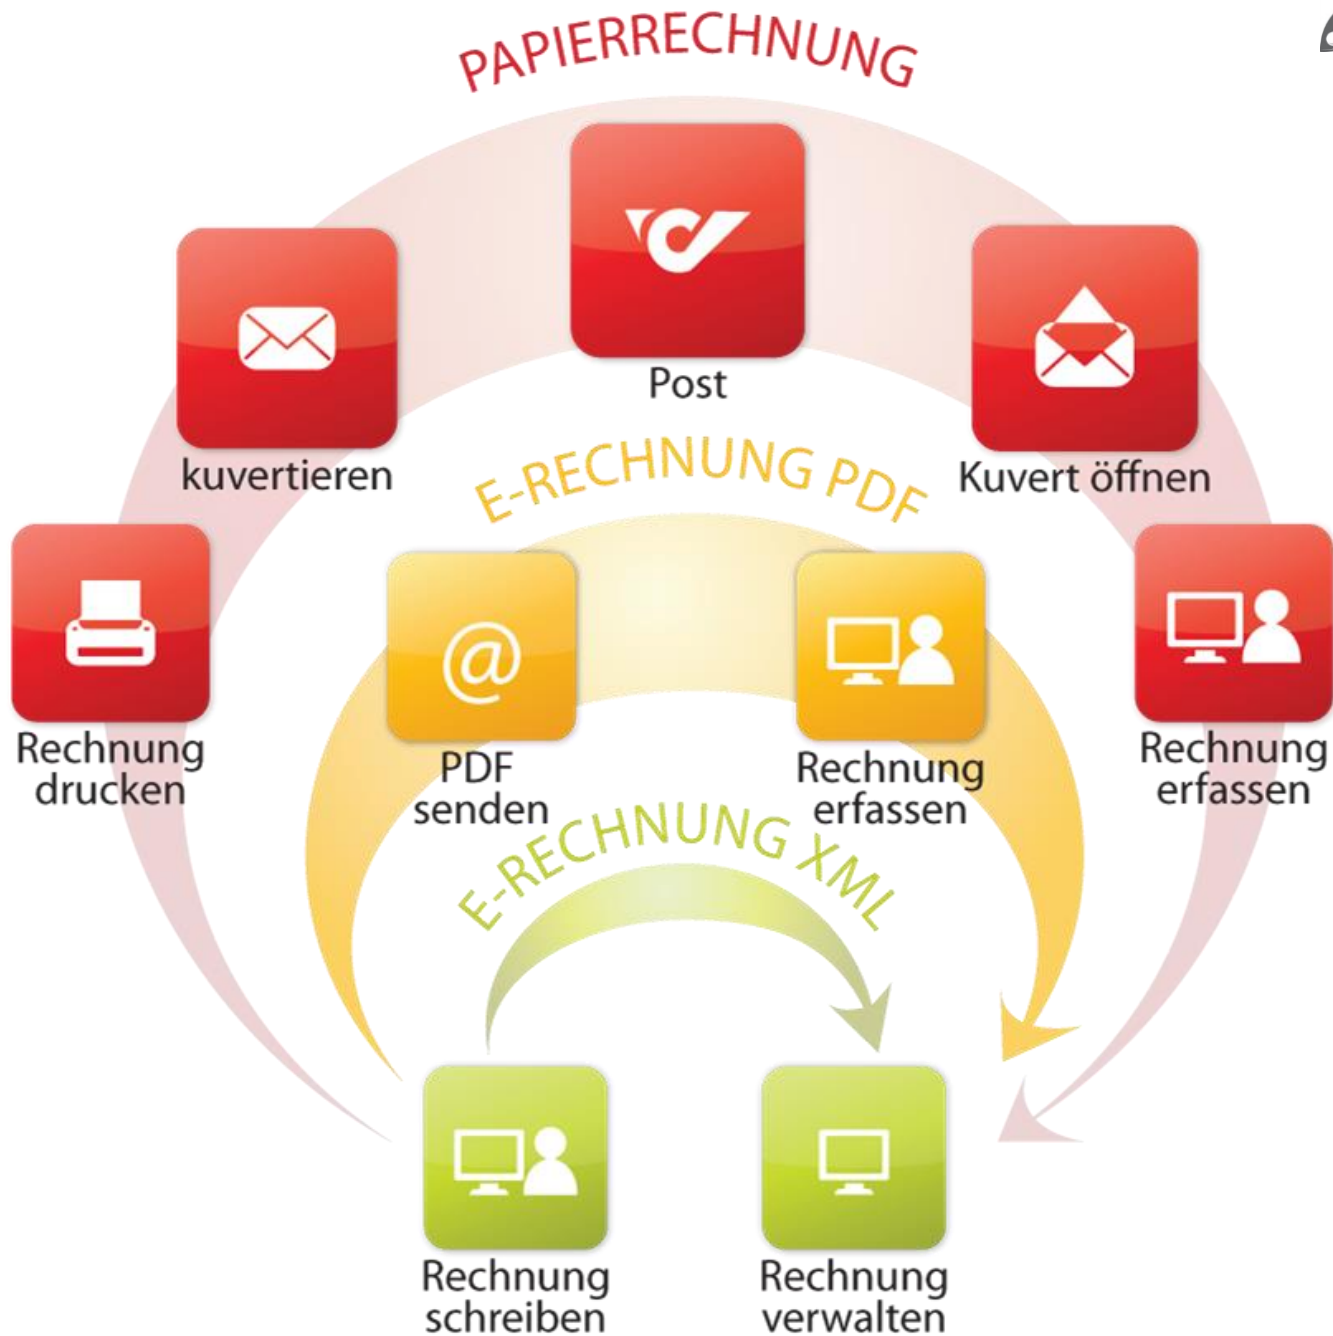 PAPIERRECHNUNG
Post
kuvertieren
Kuvert öffnen
E-RECHNUNG PDF
@
Rechnung
drucken
PDF
senden
Rechnung
erfassen
Rechnung
erfassen
E-RECHNUNG XML
Rechnung
schreiben
Rechnung
verwalten